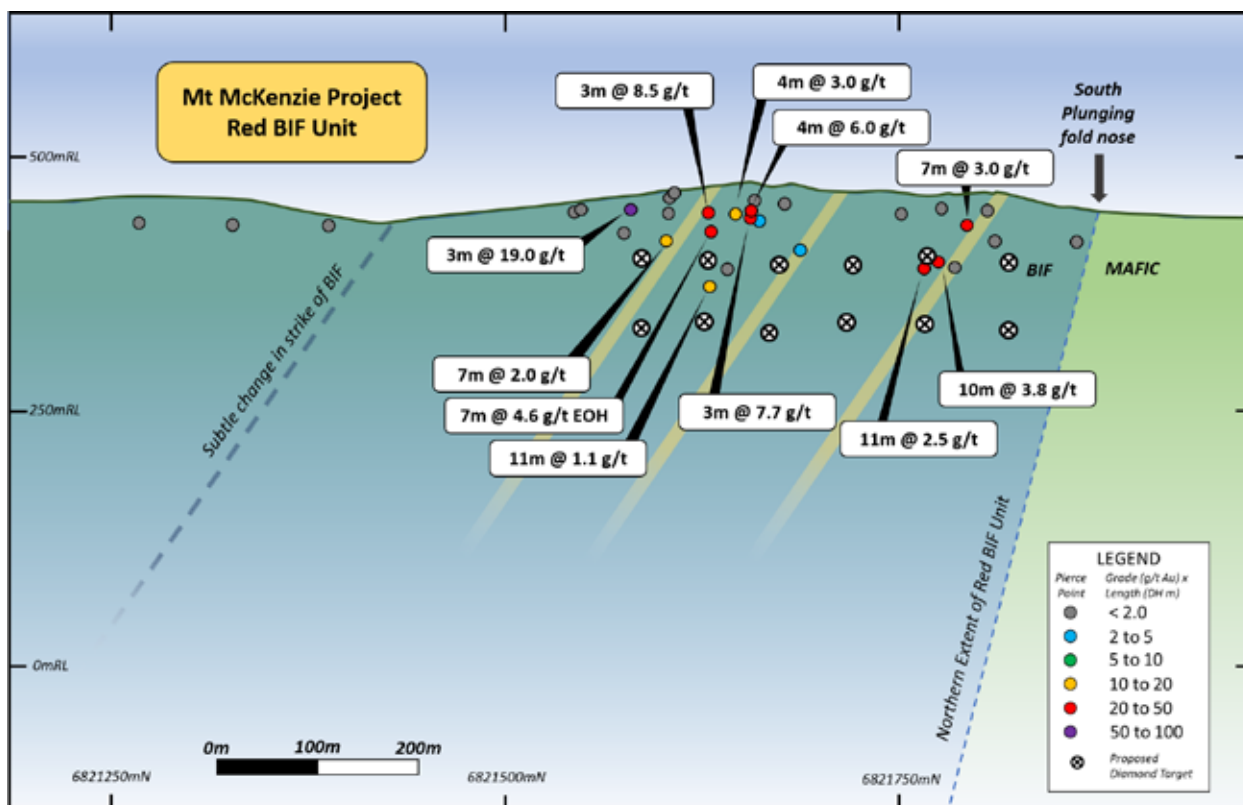 Mt McKenzie Project
Red BIF Unit
3m @ 8.5 g/t
4m @ 3.0 g/t
4m @ 6.0 g/t
South
Plunging
fold nose
7m @ 3.0 g/t
500mRL
3m @ 19.0 g/t
BIF
MAFIC
Subtle change in strike of BIF
7m @ 2.0 g/t
7m @ 4.6 g/t EOH
11m @ 1.1 g/t
3m @ 7.7 g/t
10m @ 3.8 g/t
11m @ 2.5 g/t
250mRL
Northern Extent of Red BIF Unit
0mRL
0m
100m
200m
6821250mN
6821500mN
6821750mN
LEGEND
Pierce
Point
Grade (g/t Au) x
Length (DH m)
< 2.0
2 to 5
5 to 10
10 to 20
20 to 50
50 to 100
Proposed
Diamond Target